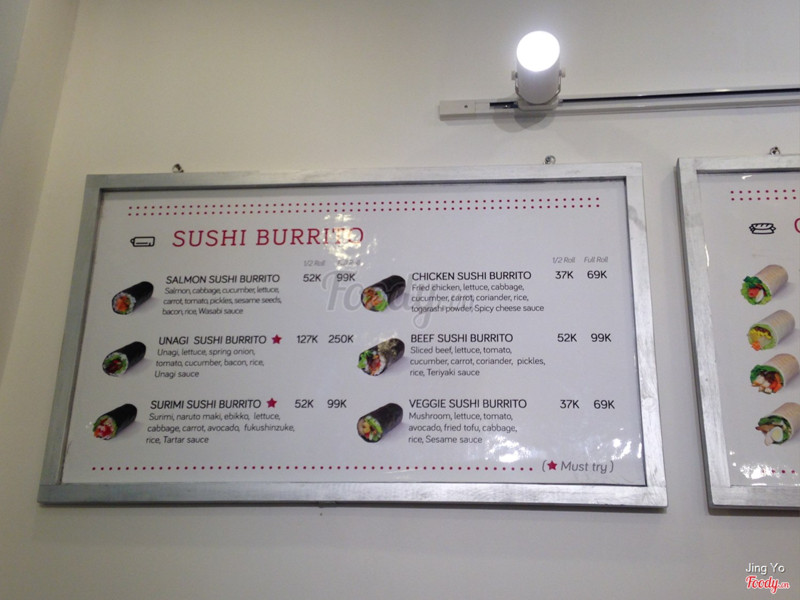 SUSHI BURRITO
1/2 Roll
SALMON SUSHI BURRITO 52K 99K
Salmon, cabbage, cucumber, lettuce,
carrot, tomato, pickles, sesame seeds,
bacon, rice, Wasabi sauce
UNAGI SUSHI BURRITO ★ 127K 250K
Unagi, lettuce, spring onion,
tomato, cucumber, bacon, rice,
Unagi sauce
SURIMI SUSHI BURRITO ★ 52K 99K
Surimi, naruto maki, ebikko, lettuce,
cabbage, carrot, avocado, fukushinzuke,
rice, Tartar sauce
1/2 Roll Full Roll
CHICKEN SUSHI BURRITO 37K 69K
Fried chicken, lettuce, cabbage,
cucumber, carrot, coriander, rice,
togarashi powder, Spicy cheese sauce
BEEF SUSHI BURRITO 52K 99K
Sliced beef, lettuce, tomato,
cucumber, carrot, coriander, pickles,
rice, Teriyaki sauce
VEGGIE SUSHI BURRITO 37K 69K
Mushroom, lettuce, tomato,
avocado, fried tofu, cabbage,
rice, Sesame sauce
(★ Must try)
Foody.vn
Jing Yo
Foody.vn